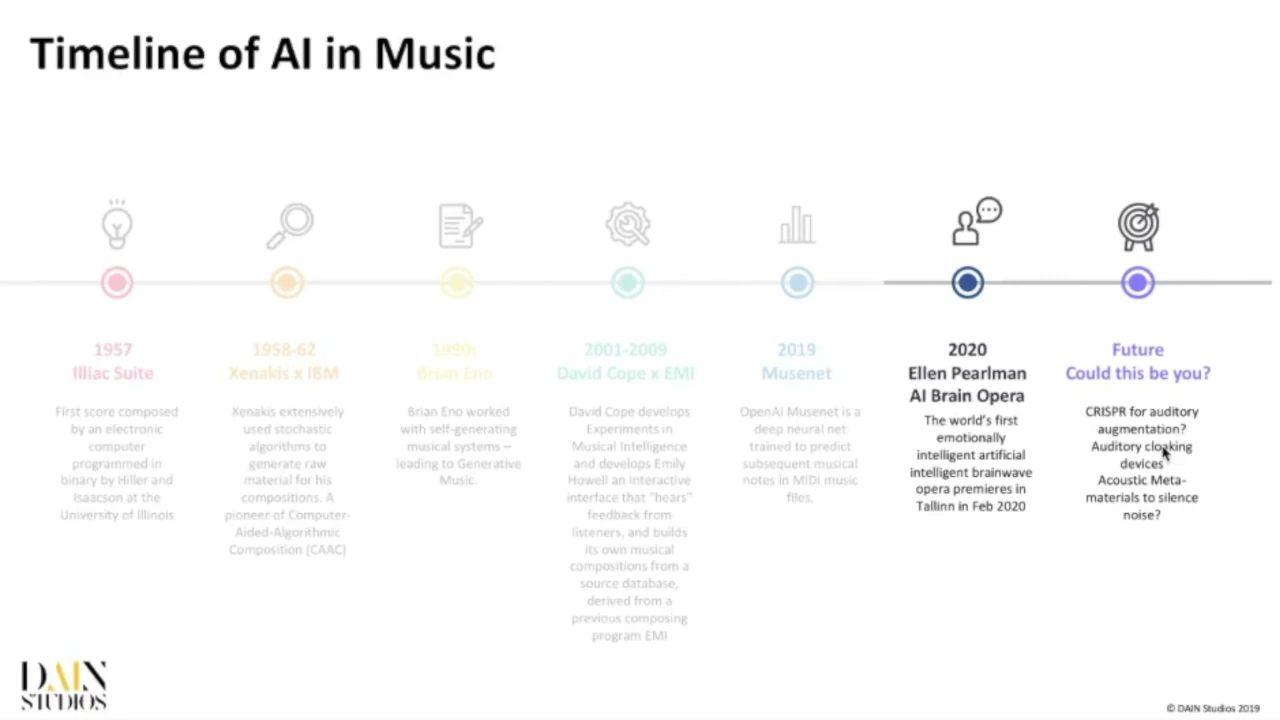 Timeline of AI in Music
1957
Illiac Suite
First score composed
by an electronic
computer
programmed in
binary by Hiller and
Isaacson at the
University of Illinois
1958-62
Xenakis x IBM
Xenakis extensively
used stochastic
algorithms to
generate raw
material for his
compositions. A
pioneer of Computer-
Aided-Algorithmic
Composition (CAAC)
1990s
Brian Eno
Brian Eno worked
with self-generating
musical systems –
leading to Generative
Music.
2001-2009
David Cope x EMI
David Cope develops
Experiments in
Musical Intelligence
and develops Emily
Howell an interactive
interface that "hears"
feedback from
listeners, and builds
its own musical
compositions from a
source database,
derived from a
previous composing
program EMI
2019
Musenet
OpenAI Musenet is a
deep neural net
trained to predict
subsequent musical
notes in MIDI music
files.
2020
Ellen Pearlman
AI Brain Opera
The world's first
emotionally
intelligent artificial
intelligent brainwave
opera premieres in
Tallinn in Feb 2020
Future
Could this be you?
CRISPR for auditory
augmentation?
Auditory cloaking
devices
Acoustic Meta-
materials to silence
noise?
DAIN
STUDIOS
© DAIN Studios 2019